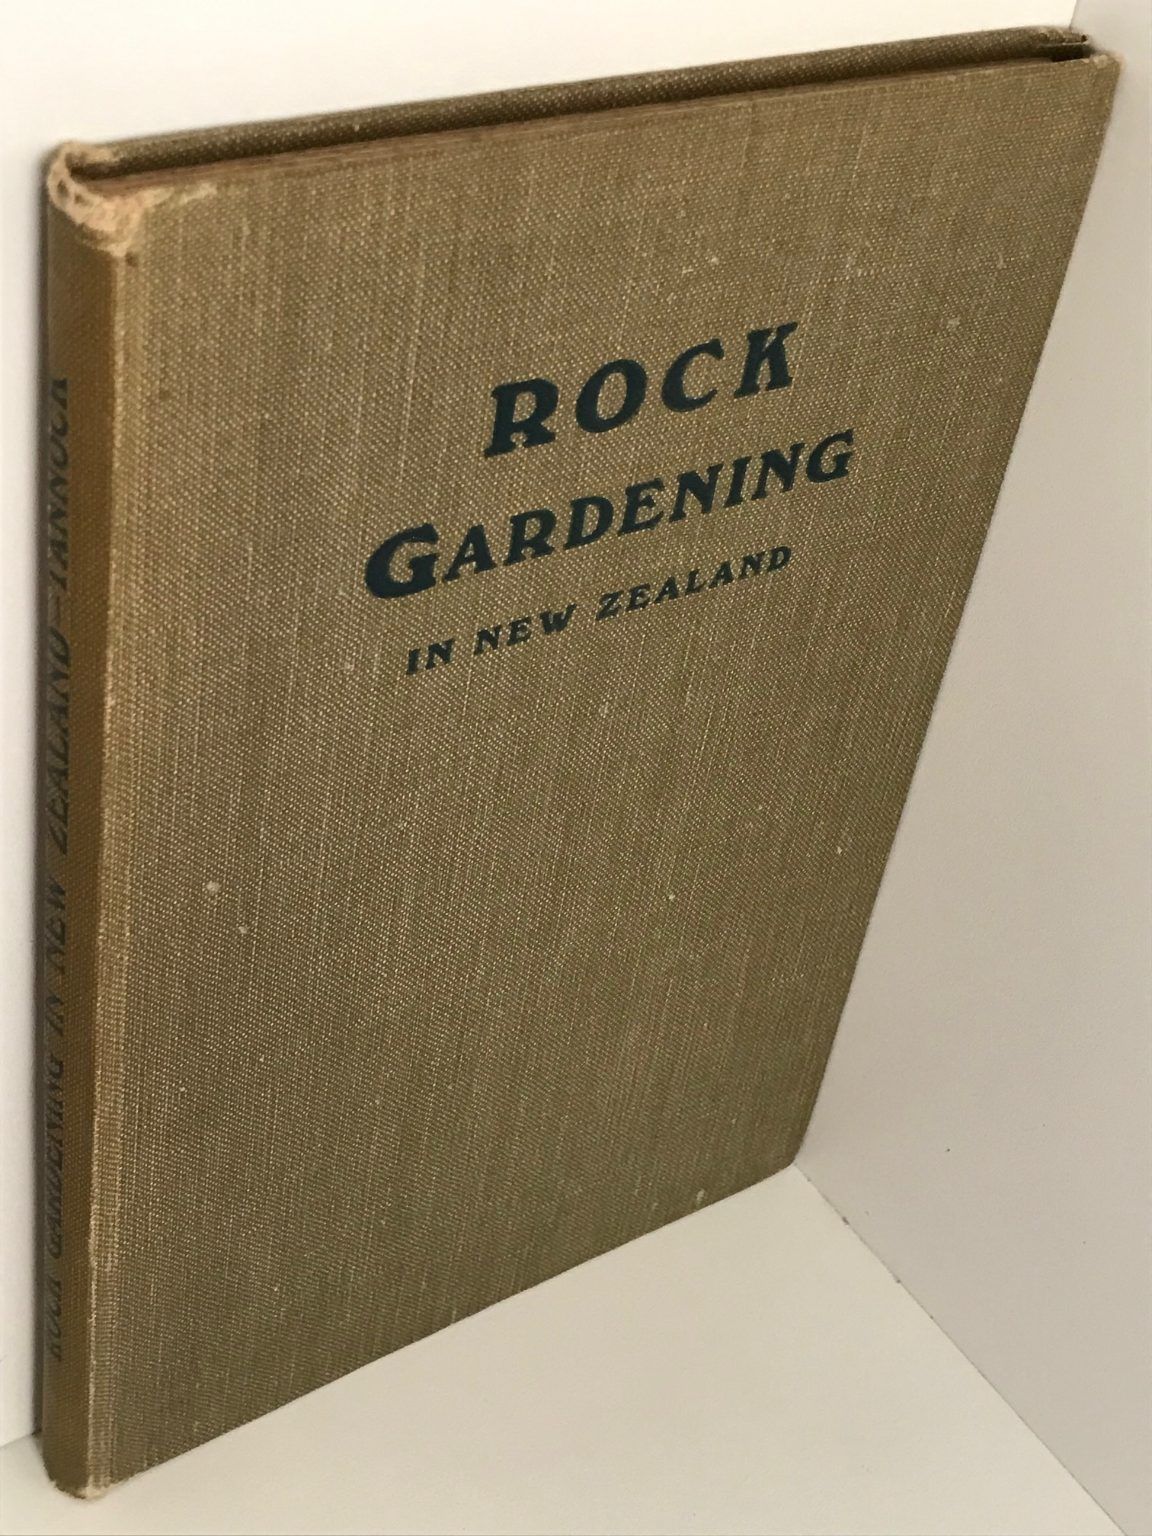 ROCK
GARDENING
IN NEW ZEALAND
ROCK GARDENING IN NEW ZEALAND–TANNOCK